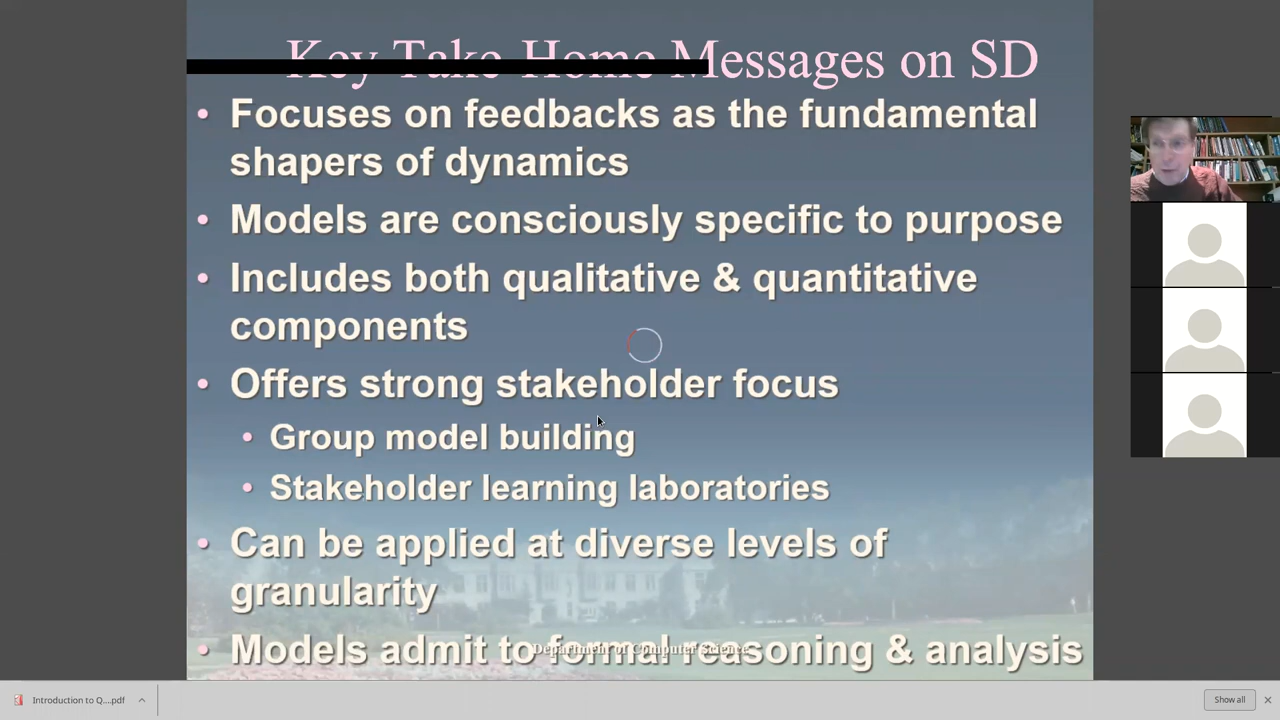 Key Take-Home Messages on SD
• Focuses on feedbacks as the fundamental
shapers of dynamics
• Models are consciously specific to purpose
• Includes both qualitative & quantitative
components
• Offers strong stakeholder focus
• Group model building
• Stakeholder learning laboratories
• Can be applied at diverse levels of
granularity
• Models admit to formal reasoning & analysis
Department of Computer Science
Introduction to Q....pdf
Show all